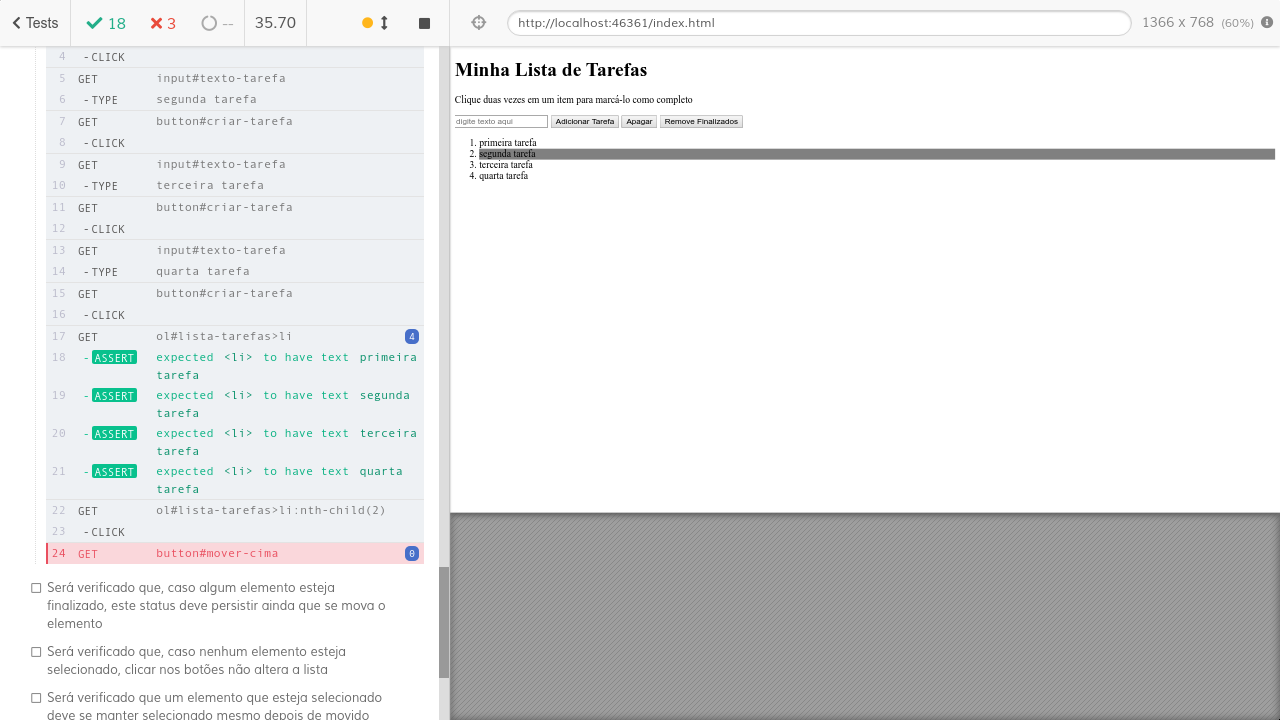 Tests 18 3 -- 35.70
http://localhost:46361/index.html 1366 x 768 (60%)
4 -CLICK
5 GET input#texto-tarefa
6 -TYPE segunda tarefa
7 GET button#criar-tarefa
8 -CLICK
9 GET input#texto-tarefa
10 -TYPE terceira tarefa
11 GET button#criar-tarefa
12 -CLICK
13 GET input#texto-tarefa
14 -TYPE quarta tarefa
15 GET button#criar-tarefa
16 -CLICK
17 GET ol#lista-tarefas>li 4
18 -ASSERT expected <li> to have text primeira
tarefa
19 -ASSERT expected <li> to have text segunda
tarefa
20 -ASSERT expected <li> to have text terceira
tarefa
21 -ASSERT expected <li> to have text quarta
tarefa
22 GET ol#lista-tarefas>li:nth-child(2)
23 -CLICK
24 GET button#mover-cima 0
Será verificado que, caso algum elemento esteja
finalizado, este status deve persistir ainda que se mova o
elemento
Será verificado que, caso nenhum elemento esteja
selecionado, clicar nos botões não altera a lista
Será verificado que um elemento que esteja selecionado
deve se manter selecionado mesmo depois de movido
Minha Lista de Tarefas
Clique duas vezes em um item para marcá-lo como completo
digite texto aqui Adicionar Tarefa Apagar Remove Finalizados
1. primeira tarefa
2. segunda tarefa
3. terceira tarefa
4. quarta tarefa